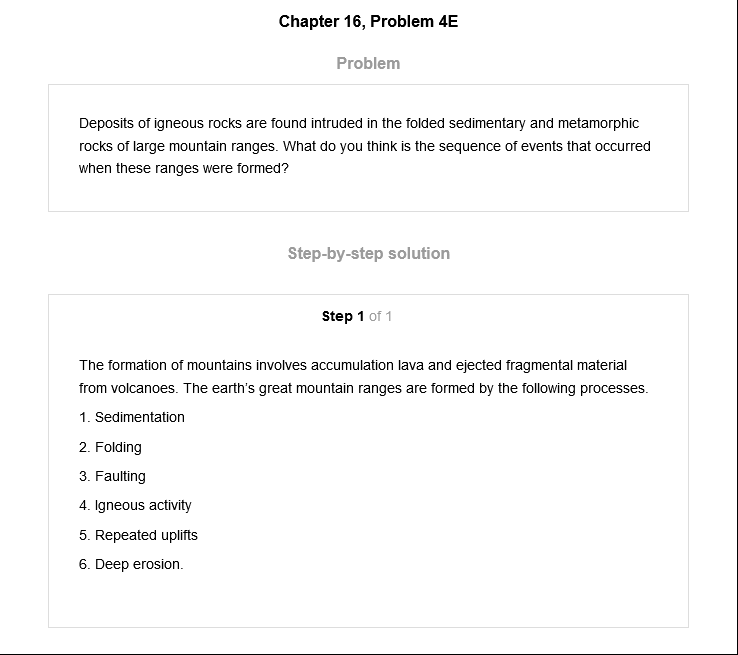 Chapter 16, Problem 4E
Problem
Deposits of igneous rocks are found intruded in the folded sedimentary and metamorphic
rocks of large mountain ranges. What do you think is the sequence of events that occurred
when these ranges were formed?
Step-by-step solution
Step 1 of 1
The formation of mountains involves accumulation lava and ejected fragmental material
from volcanoes. The earth's great mountain ranges are formed by the following processes.
1. Sedimentation
2. Folding
3. Faulting
4. Igneous activity
5. Repeated uplifts
6. Deep erosion.